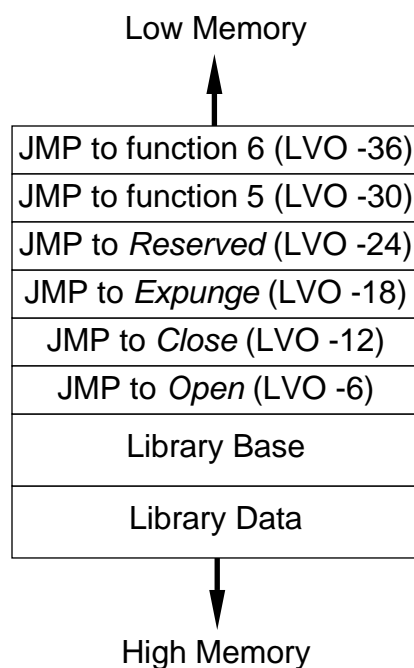 Low Memory
JMP to function 6 (LVO -36)
JMP to function 5 (LVO -30)
JMP to Reserved (LVO -24)
JMP to Expunge (LVO -18)
JMP to Close (LVO -12)
JMP to Open (LVO -6)
Library Base
Library Data
High Memory